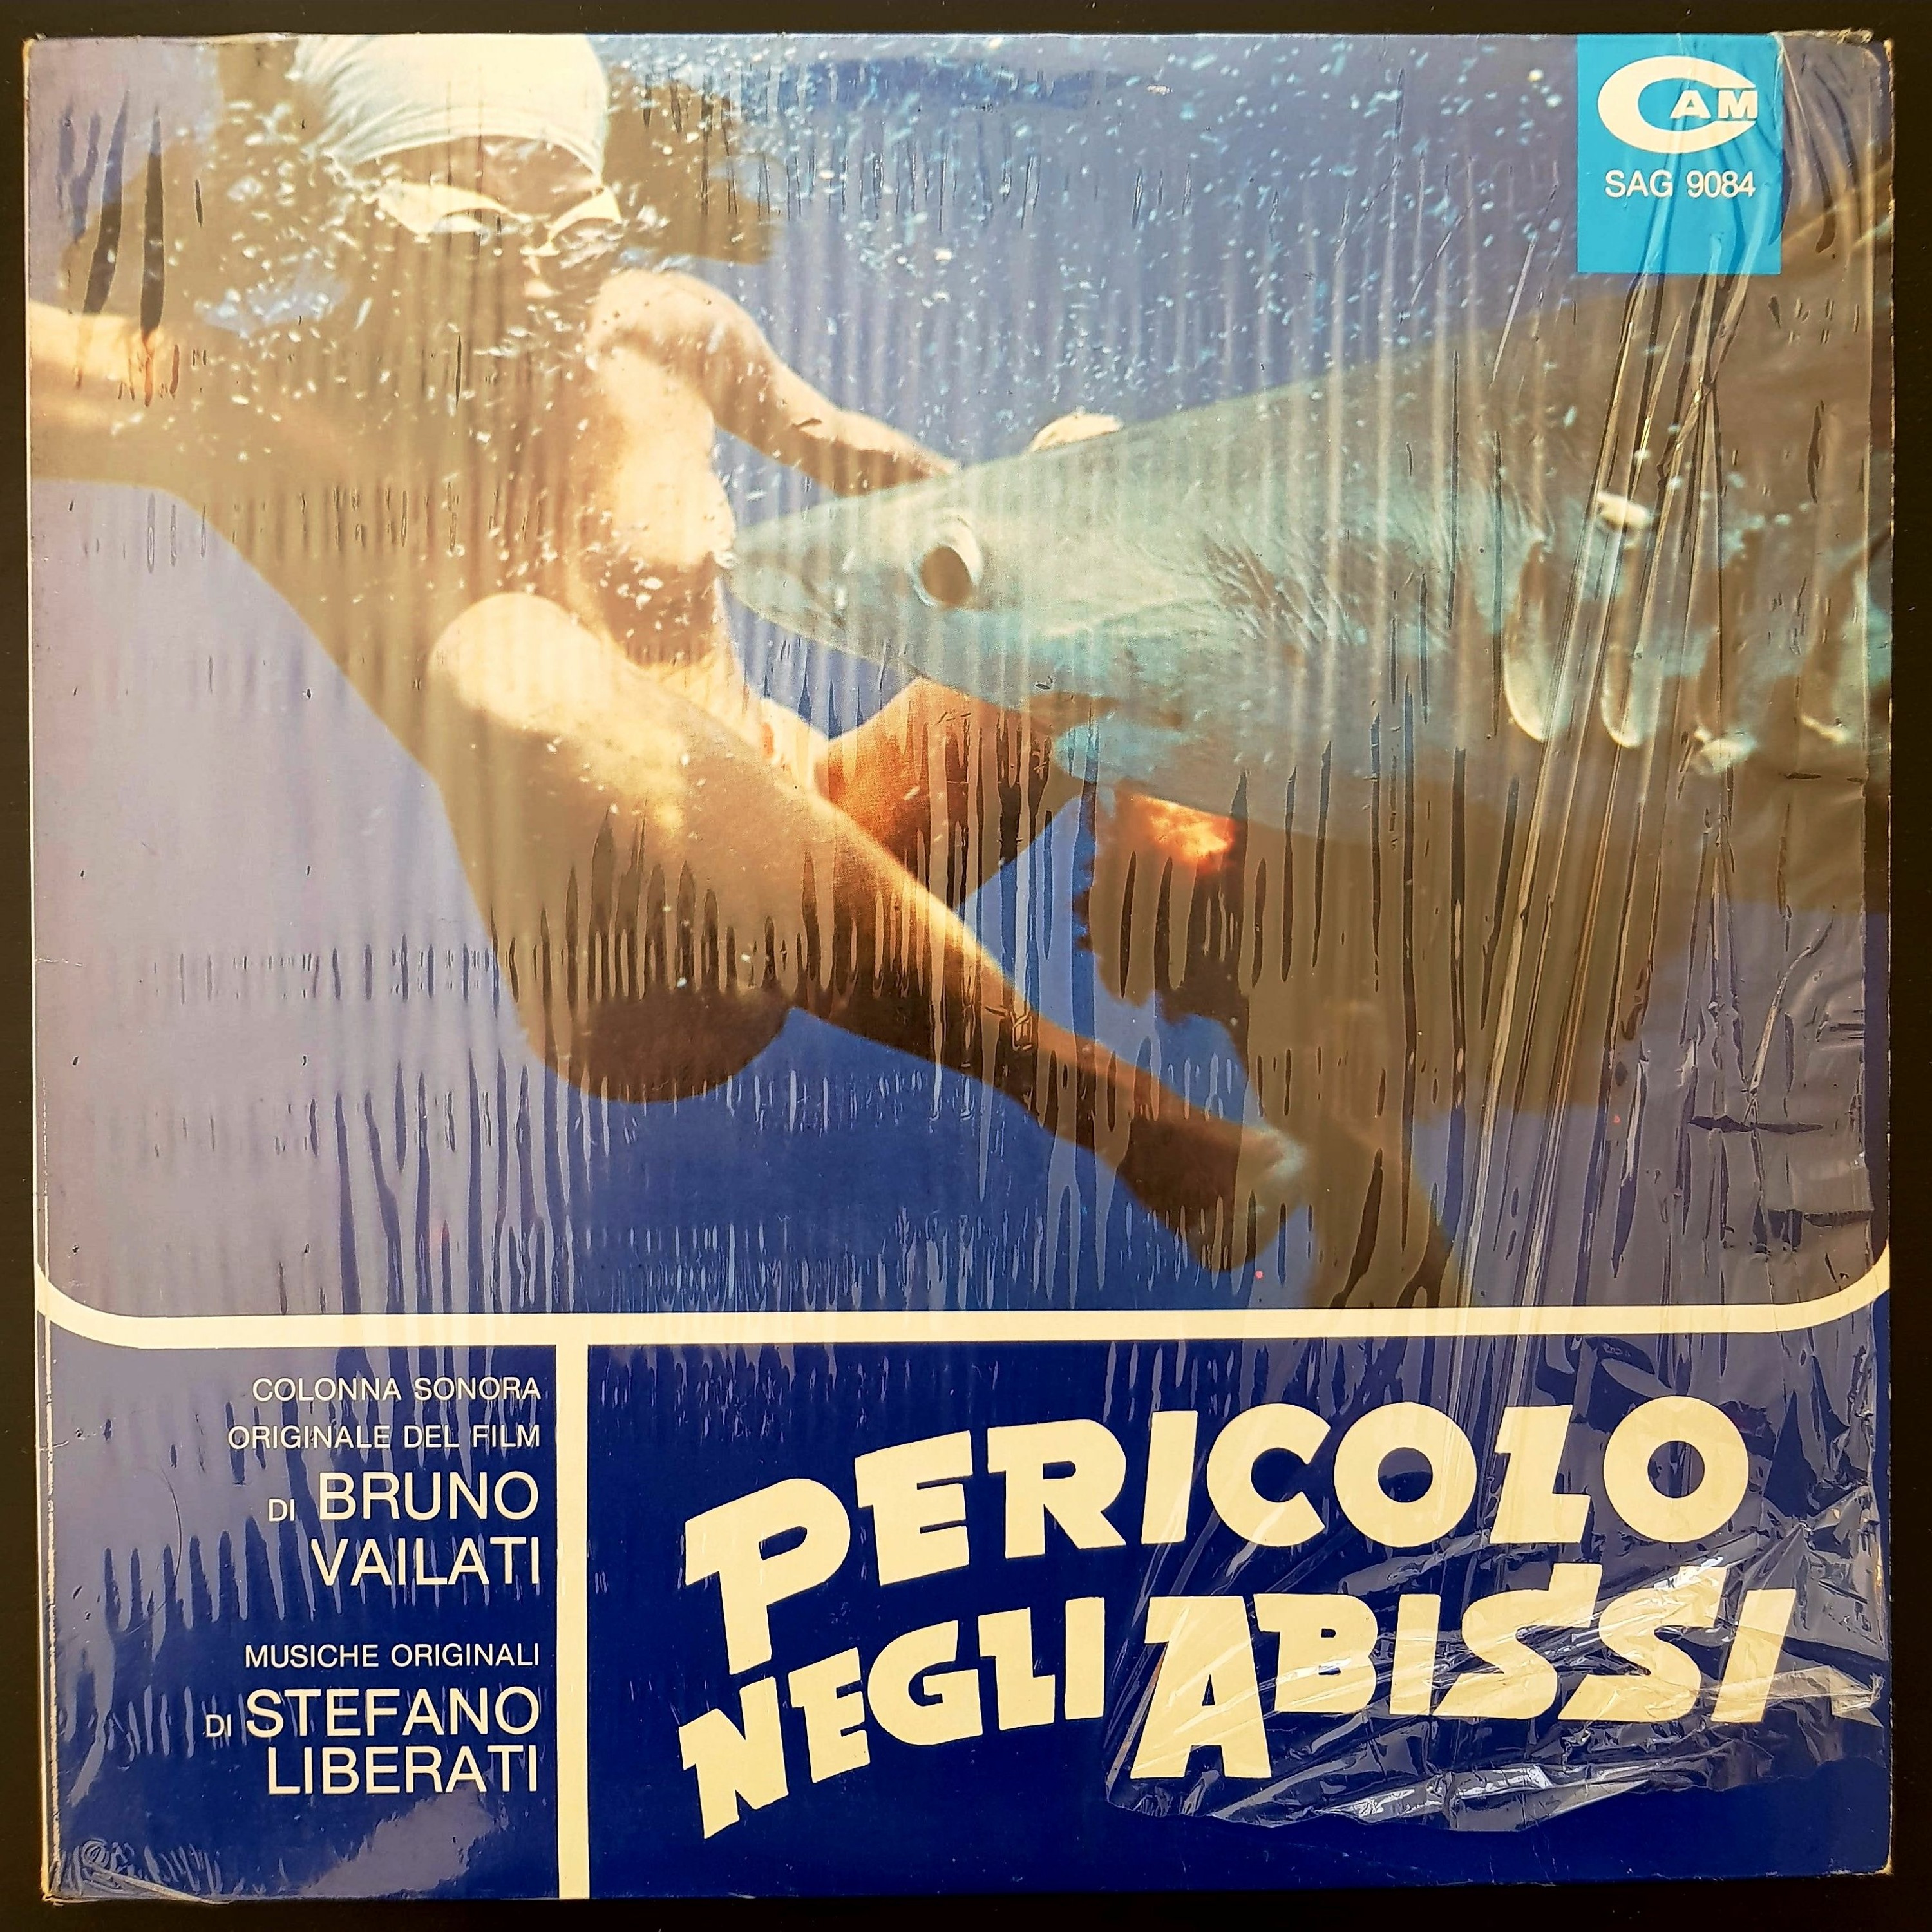 CAM
SAG 9084
COLONNA SONORA
ORIGINALE DEL FILM
DI BRUNO
VAILATI
MUSICHE ORIGINALI
DI STEFANO
LIBERATI
PERICOLO
NEGLI ABISSI